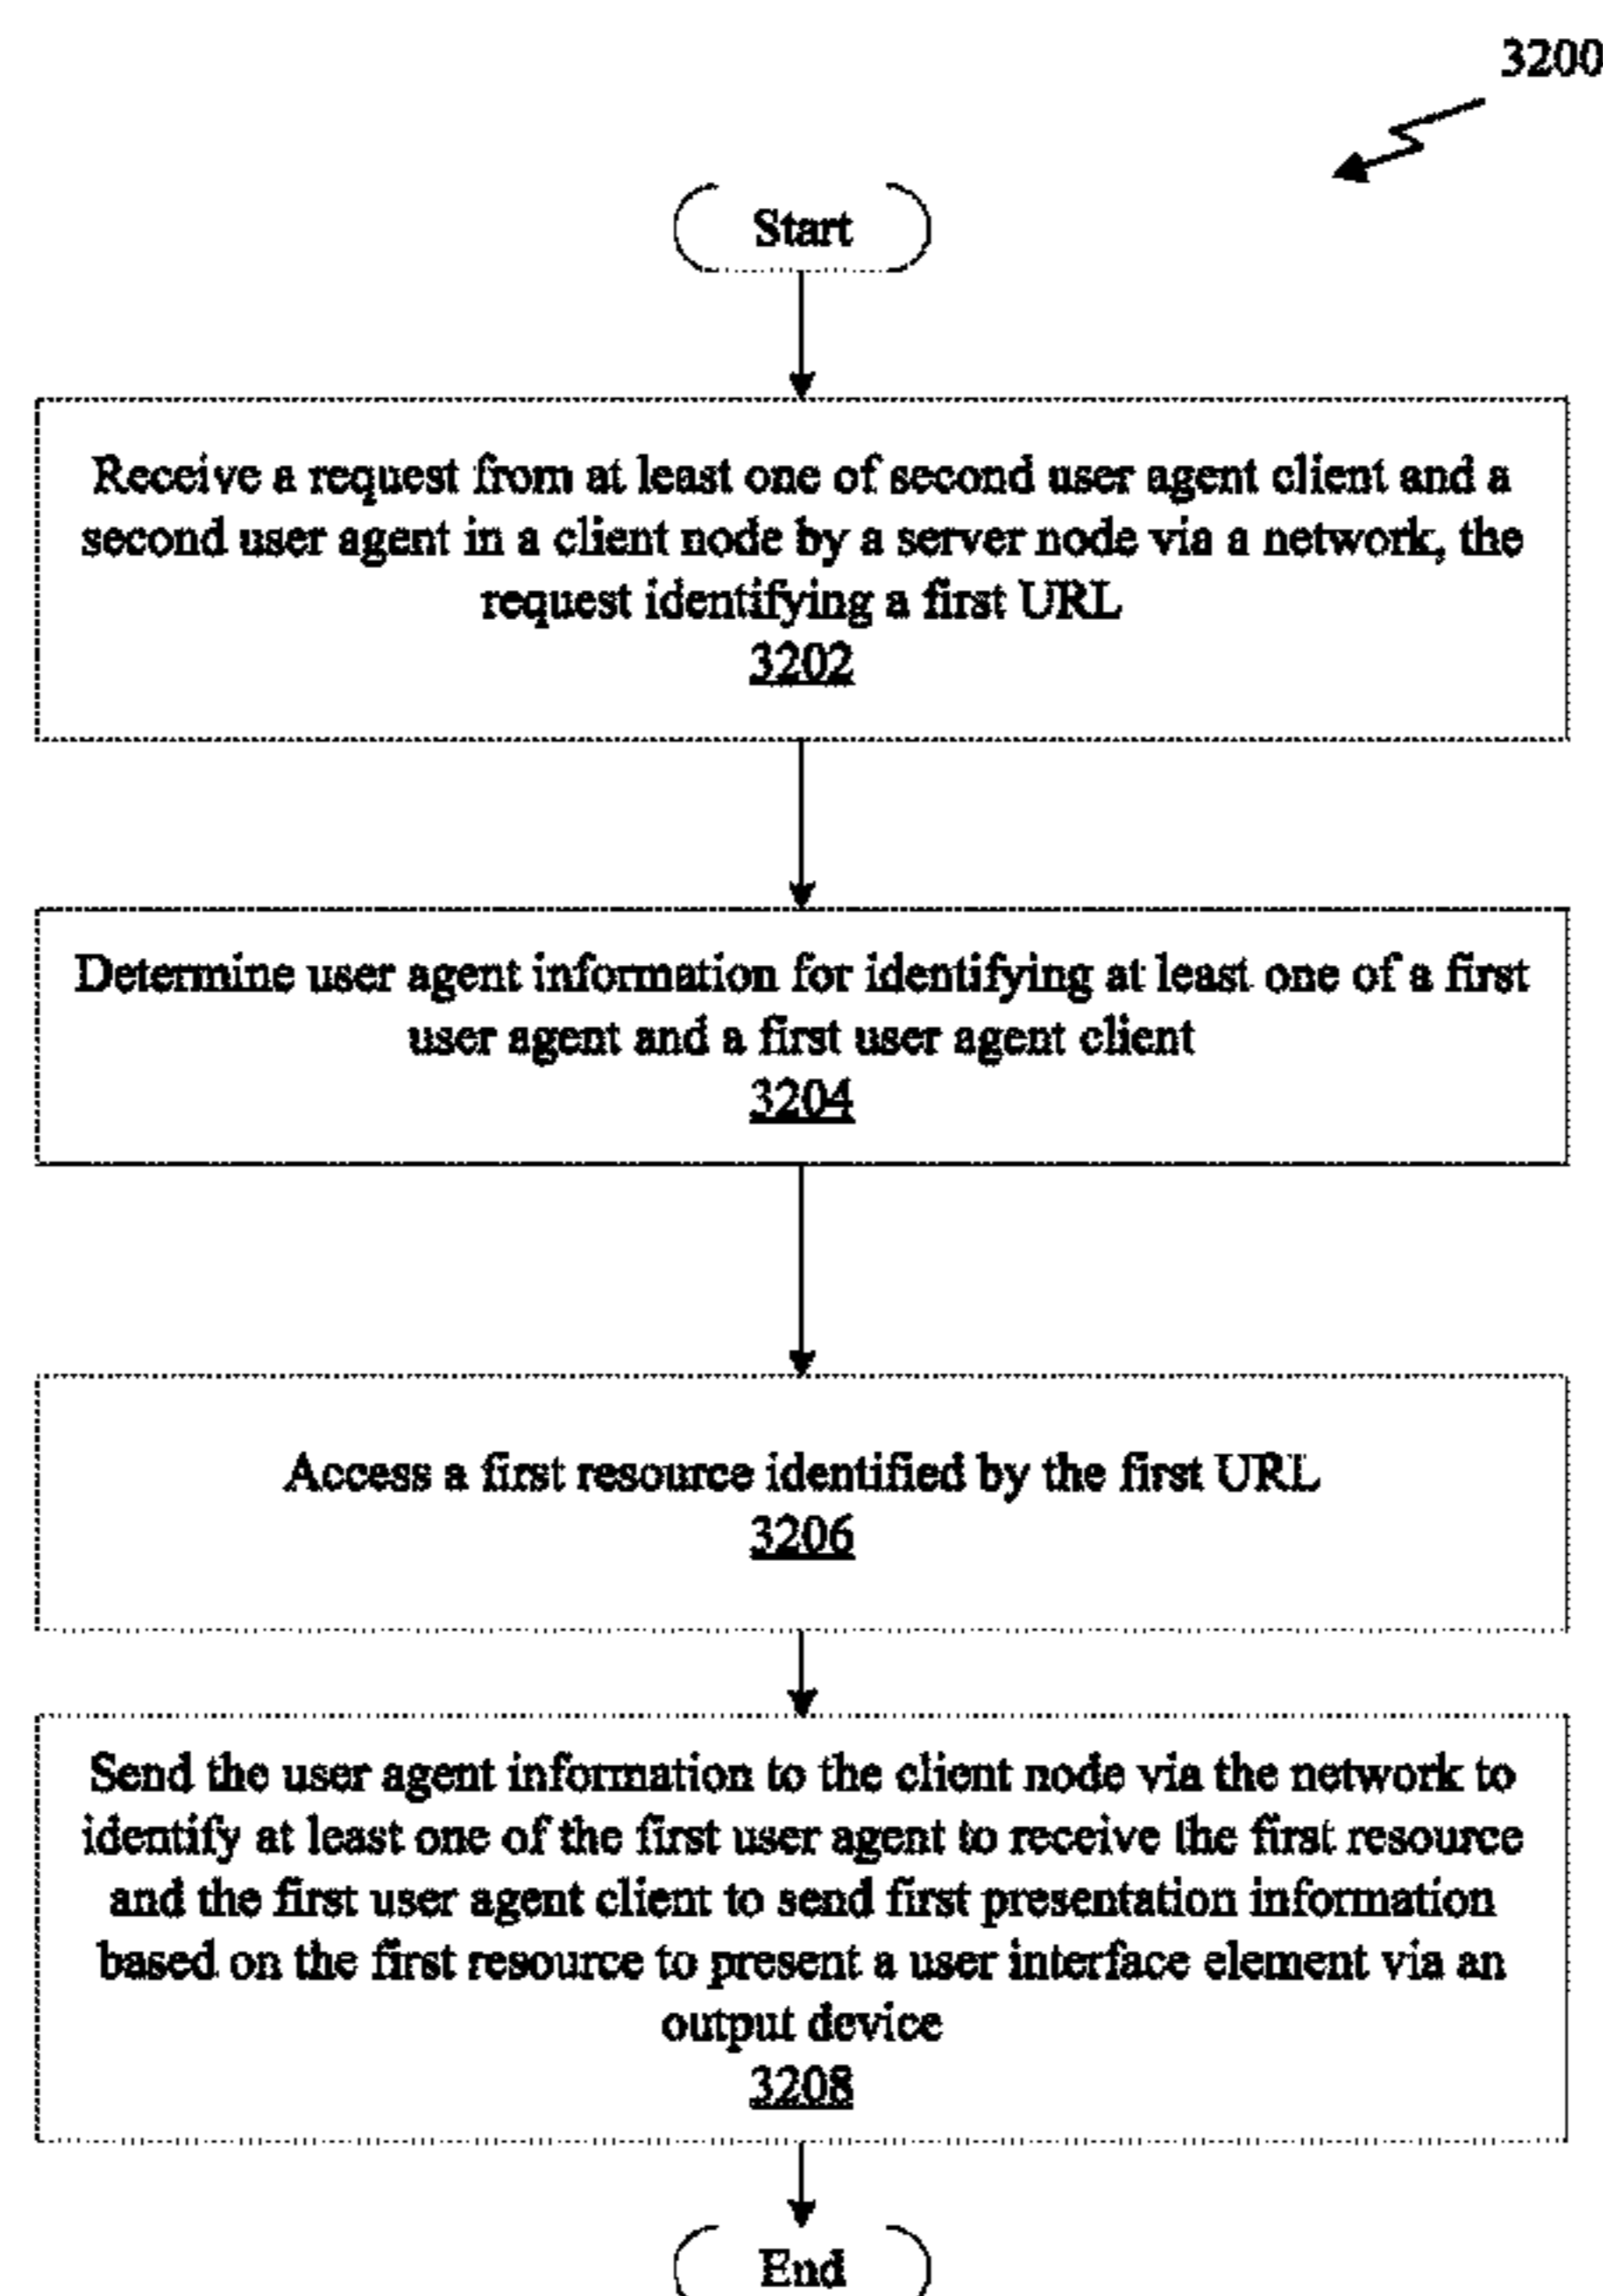 3200
Start
Receive a request from at least one of second user agent client and a
second user agent in a client node by a server node via a network, the
request identifying a first URL
3202
Determine user agent information for identifying at least one of a first
user agent and a first user agent client
3204
Access a first resource identified by the first URL
3206
Send the user agent information to the client node via the network to
identify at least one of the first user agent to receive the first resource
and the first user agent client to send first presentation information
based on the first resource to present a user interface element via an
output device
3208
End